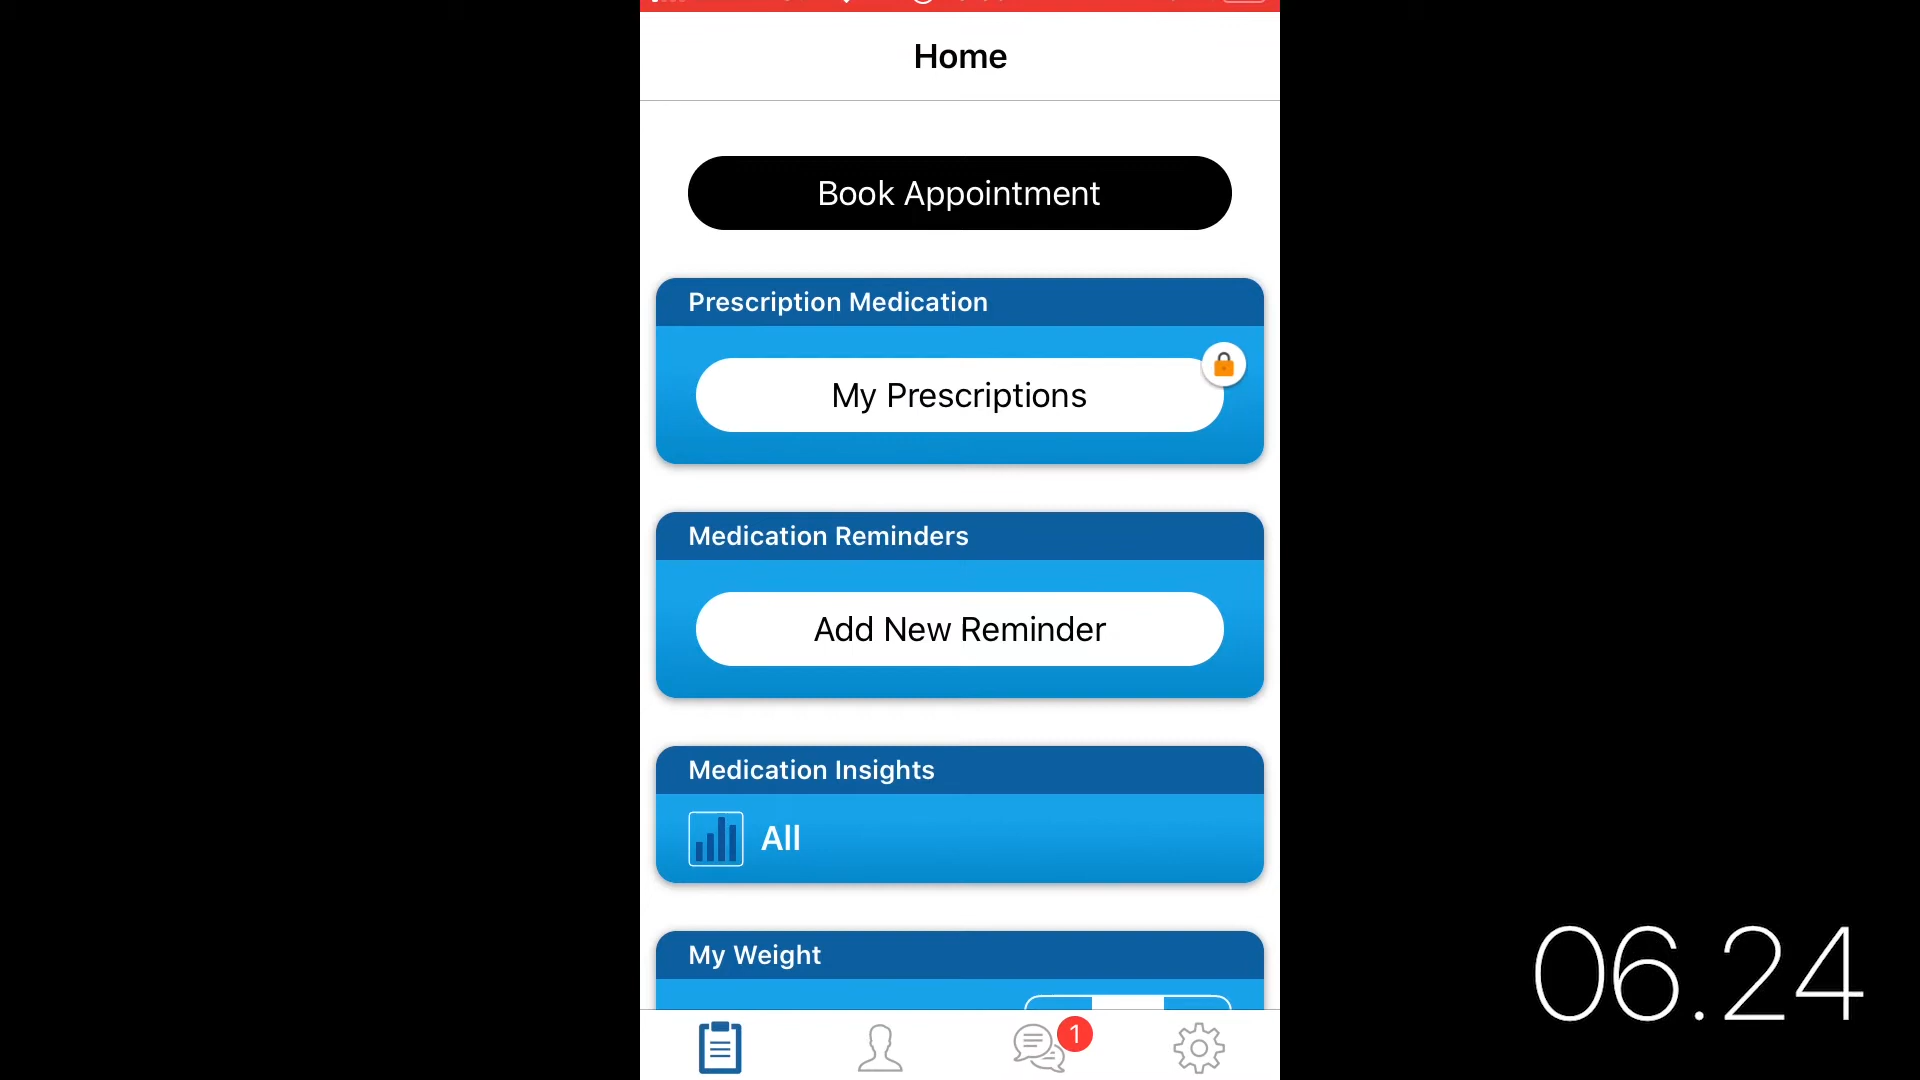 Home
Book Appointment
Prescription Medication
My Prescriptions
Medication Reminders
Add New Reminder
Medication Insights
All
My Weight
1
06.24